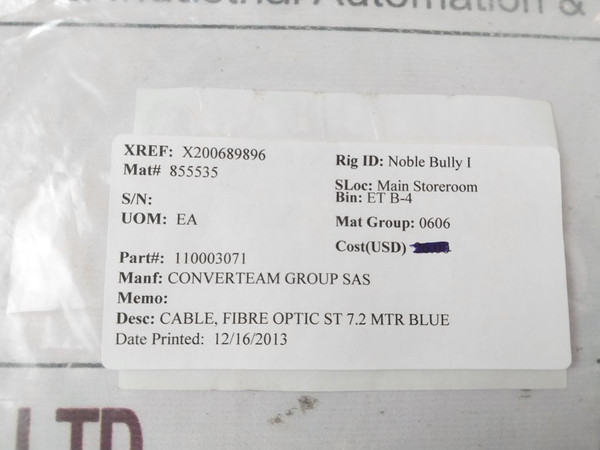 Industrial Automation &
XREF: X200689896
Mat# 855535
S/N:
UOM: EA
Rig ID: Noble Bully I
SLoc: Main Storeroom
Bin: ET B-4
Mat Group: 0606
Cost(USD)
Part#: 110003071
Manf: CONVERTEAM GROUP SAS
Memo:
Desc: CABLE, FIBRE OPTIC ST 7.2 MTR BLUE
Date Printed: 12/16/2013
LTD